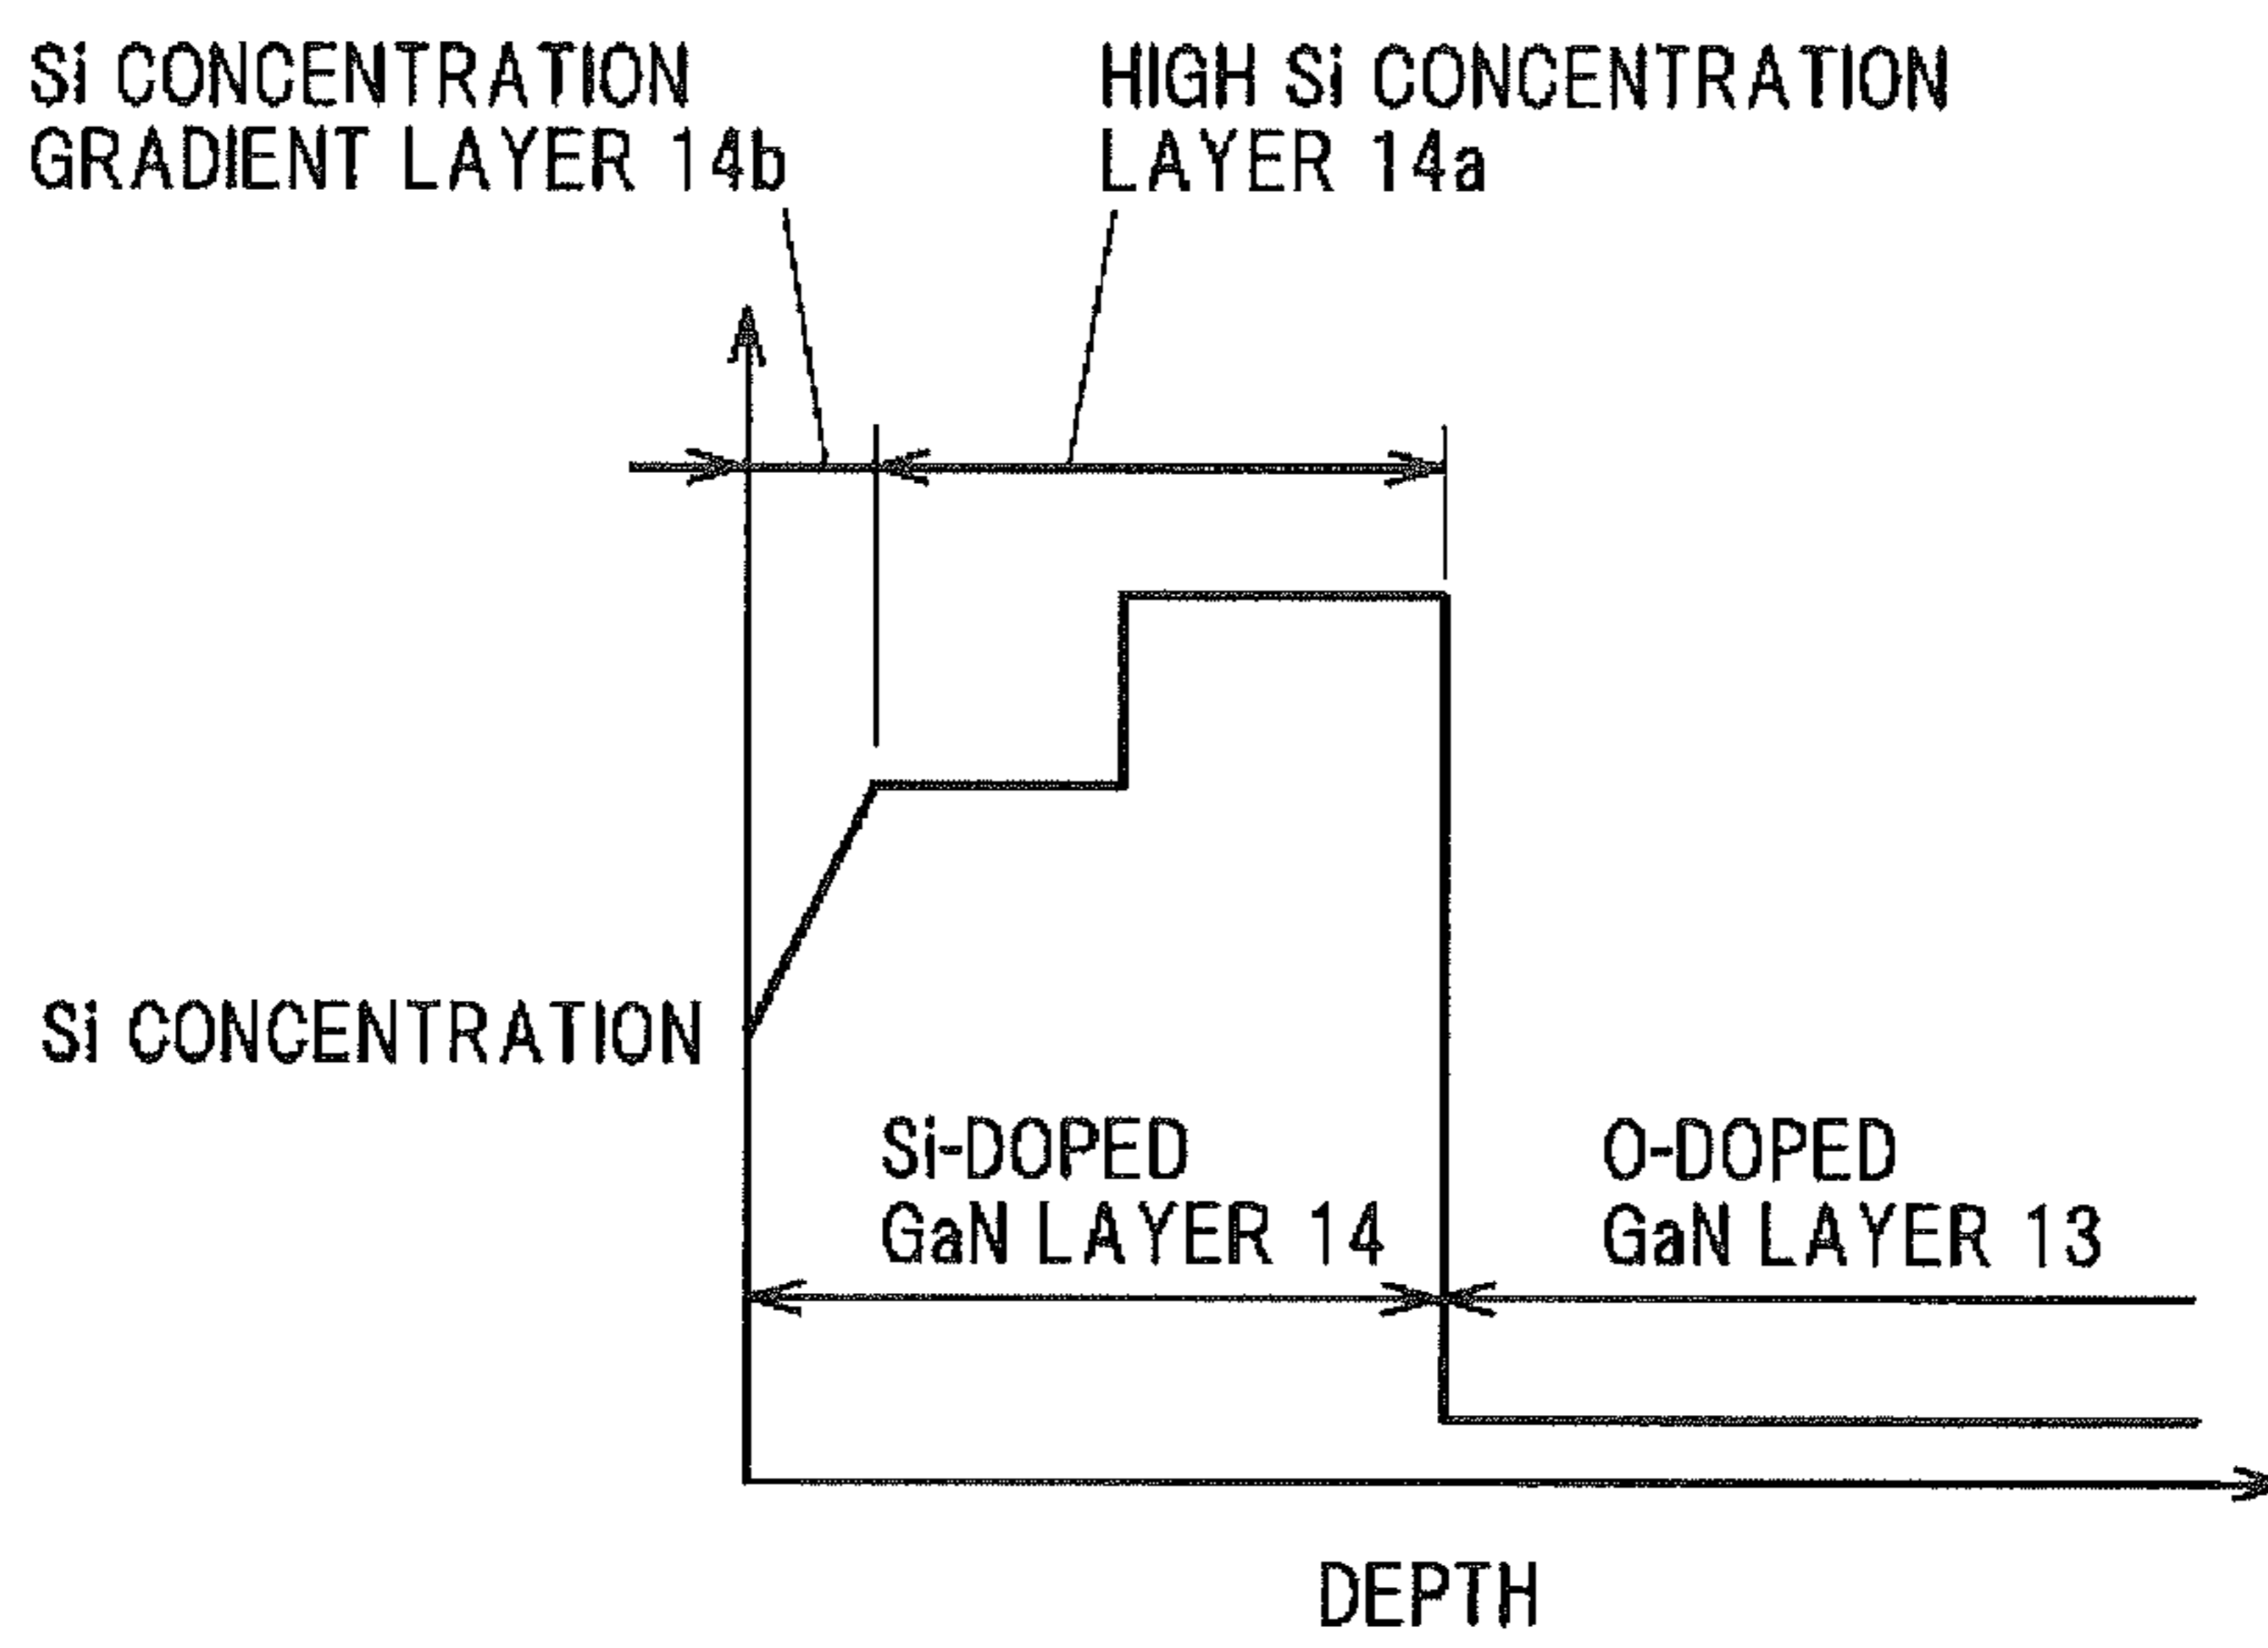 Si CONCENTRATION
GRADIENT LAYER 14b
HIGH Si CONCENTRATION
LAYER 14a
Si CONCENTRATION
Si-DOPED
GaN LAYER 14
O-DOPED
GaN LAYER 13
DEPTH